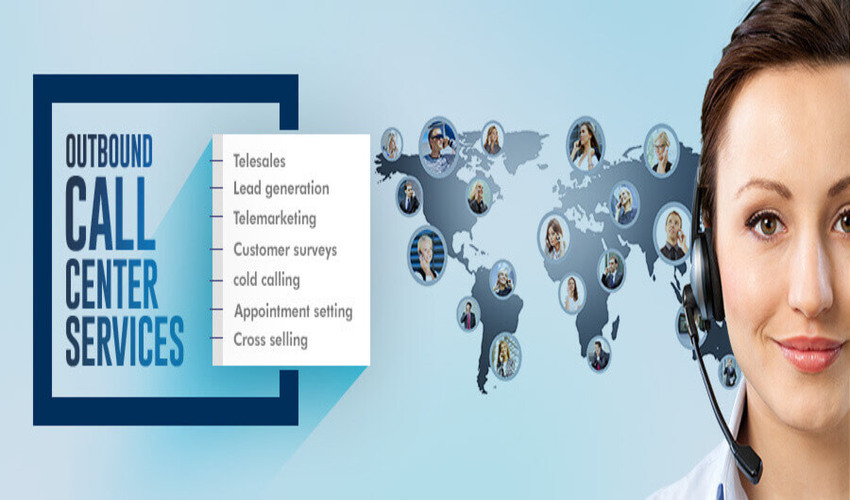 OUTBOUND
CALL
CENTER
SERVICES
Telesales
Lead generation
Telemarketing
Customer surveys
cold calling
Appointment setting
Cross selling